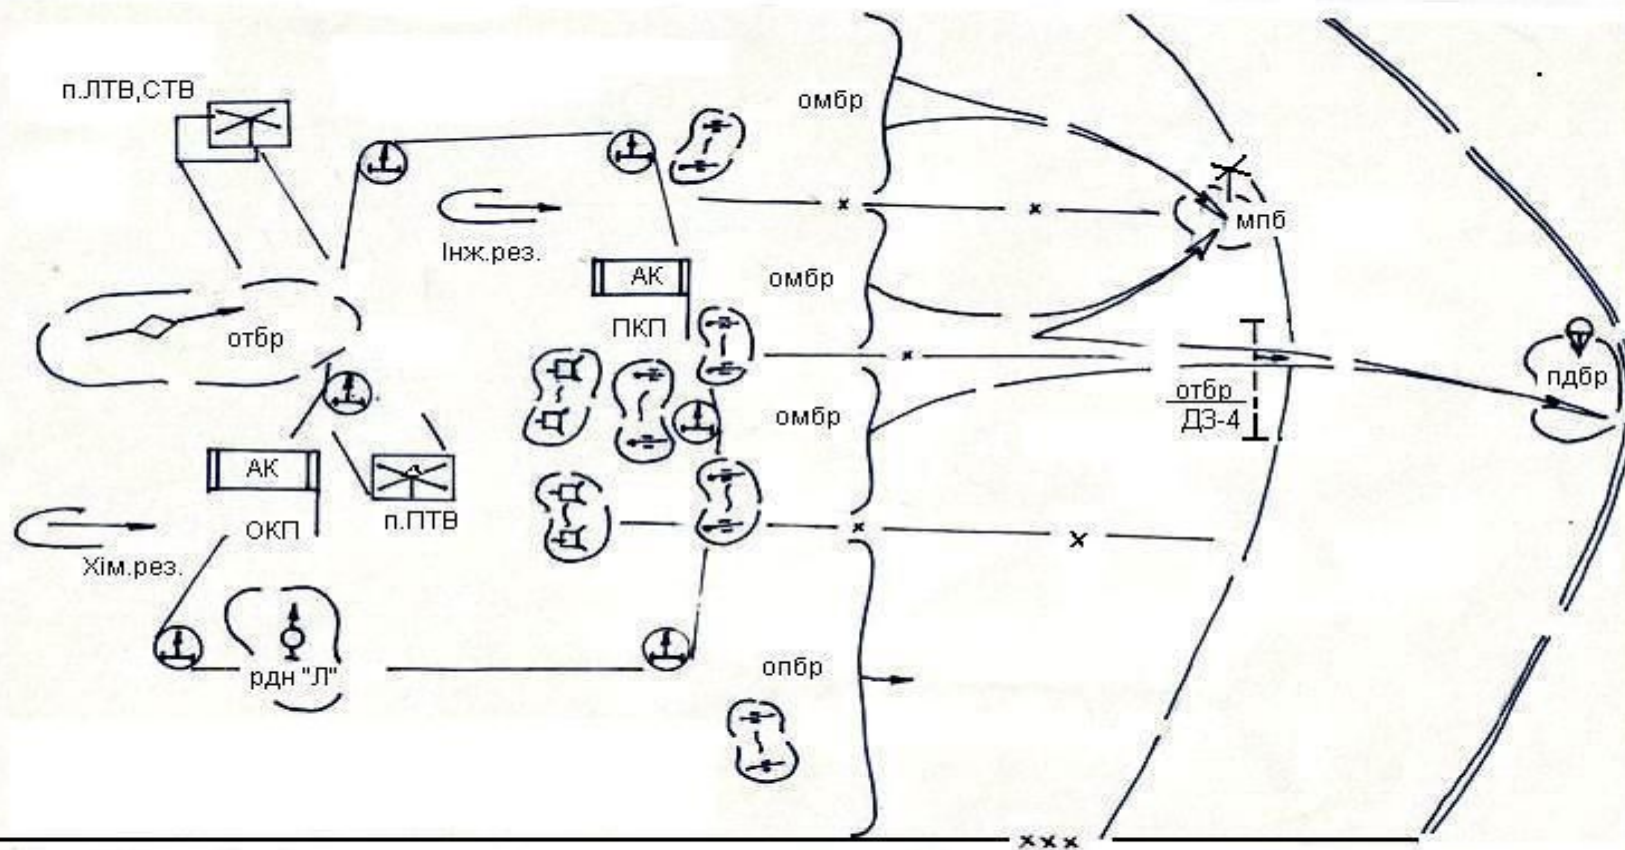 п.ЛТВ,СТВ
омбр
мпб
Інж.рез.
АК
омбр
ПКП
отбр
пдбр
отбр
ДЗ-4
омбр
АК
п.ПТВ
ОКП
Хім.рез.
рдн "Л"
опбр